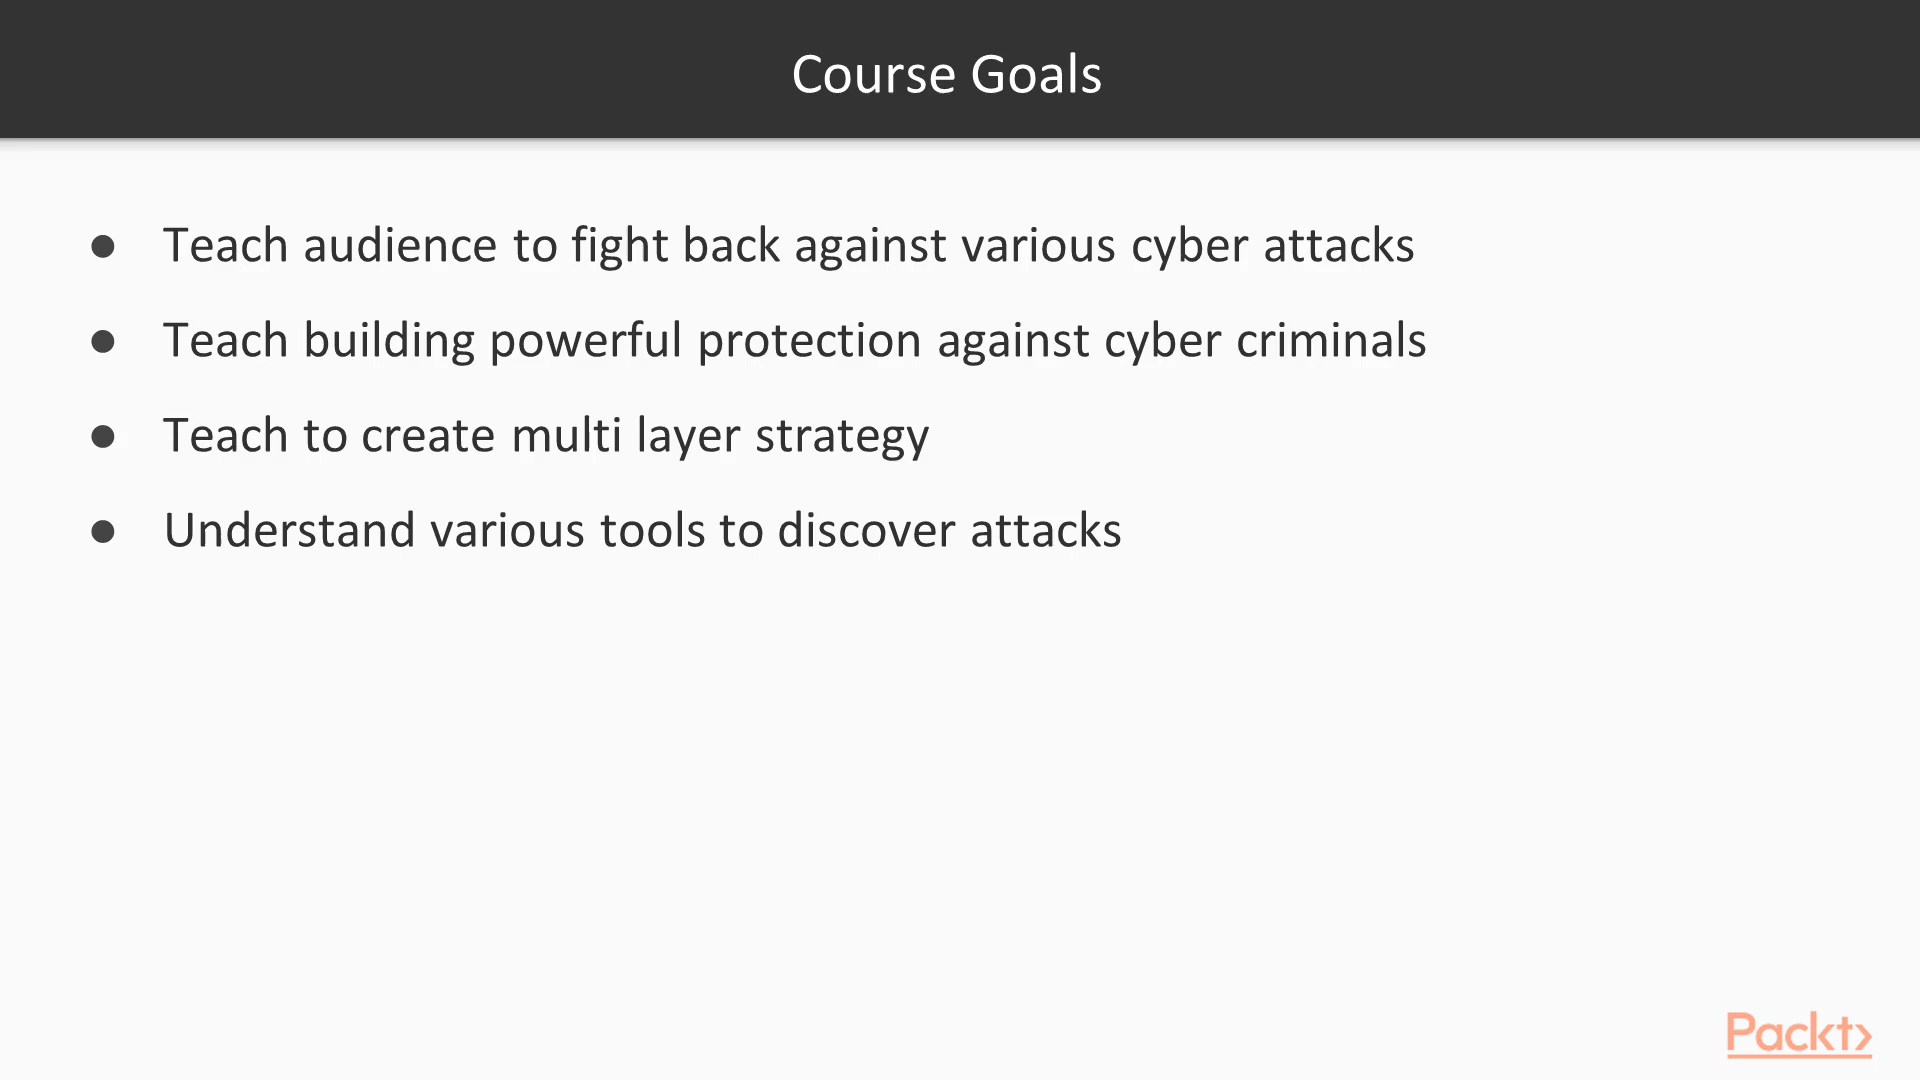 Course Goals
● Teach audience to fight back against various cyber attacks
● Teach building powerful protection against cyber criminals
● Teach to create multi layer strategy
● Understand various tools to discover attacks
Packt>